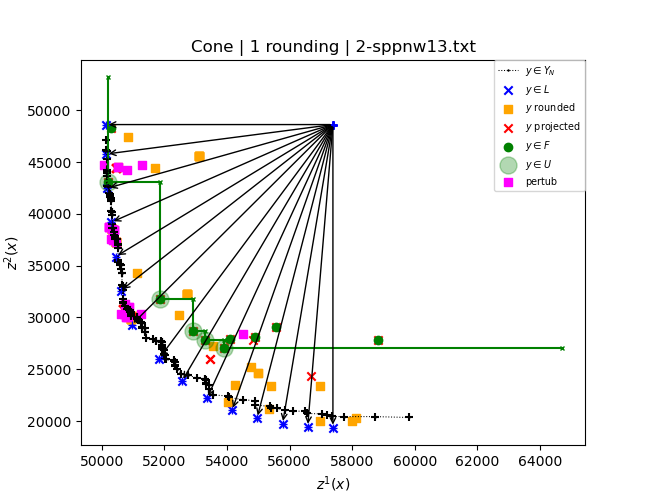 Cone | 1 rounding | 2-sppnw13.txt
y ∈ Y_N
y ∈ L
y rounded
y projected
y ∈ F
y ∈ U
pertub
z²(x)
50000
45000
40000
35000
30000
25000
20000
50000 52000 54000 56000 58000 60000 62000 64000
z¹(x)